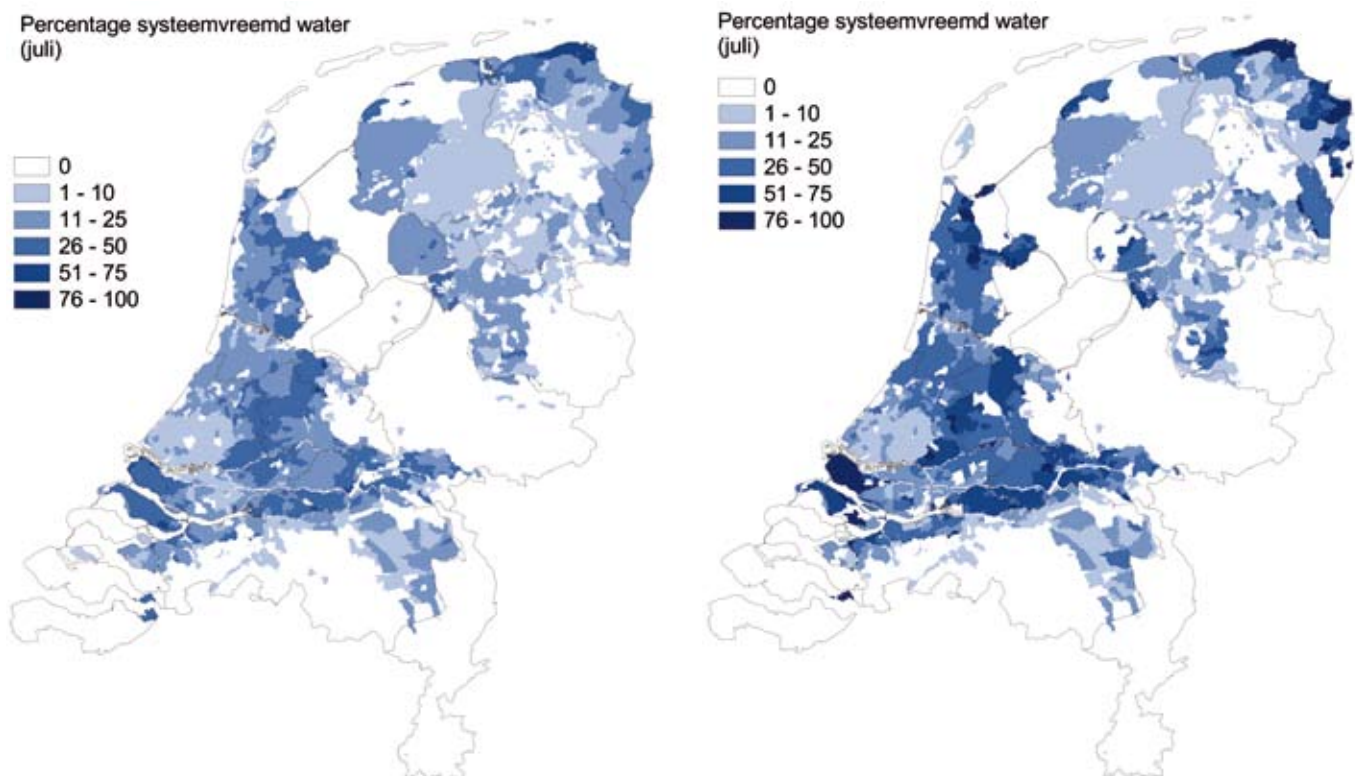 Percentage systeemvreemd water
(juli)
0
1 - 10
11 - 25
26 - 50
51 - 75
76 - 100
Percentage systeemvreemd water
(juli)
0
1 - 10
11 - 25
26 - 50
51 - 75
76 - 100